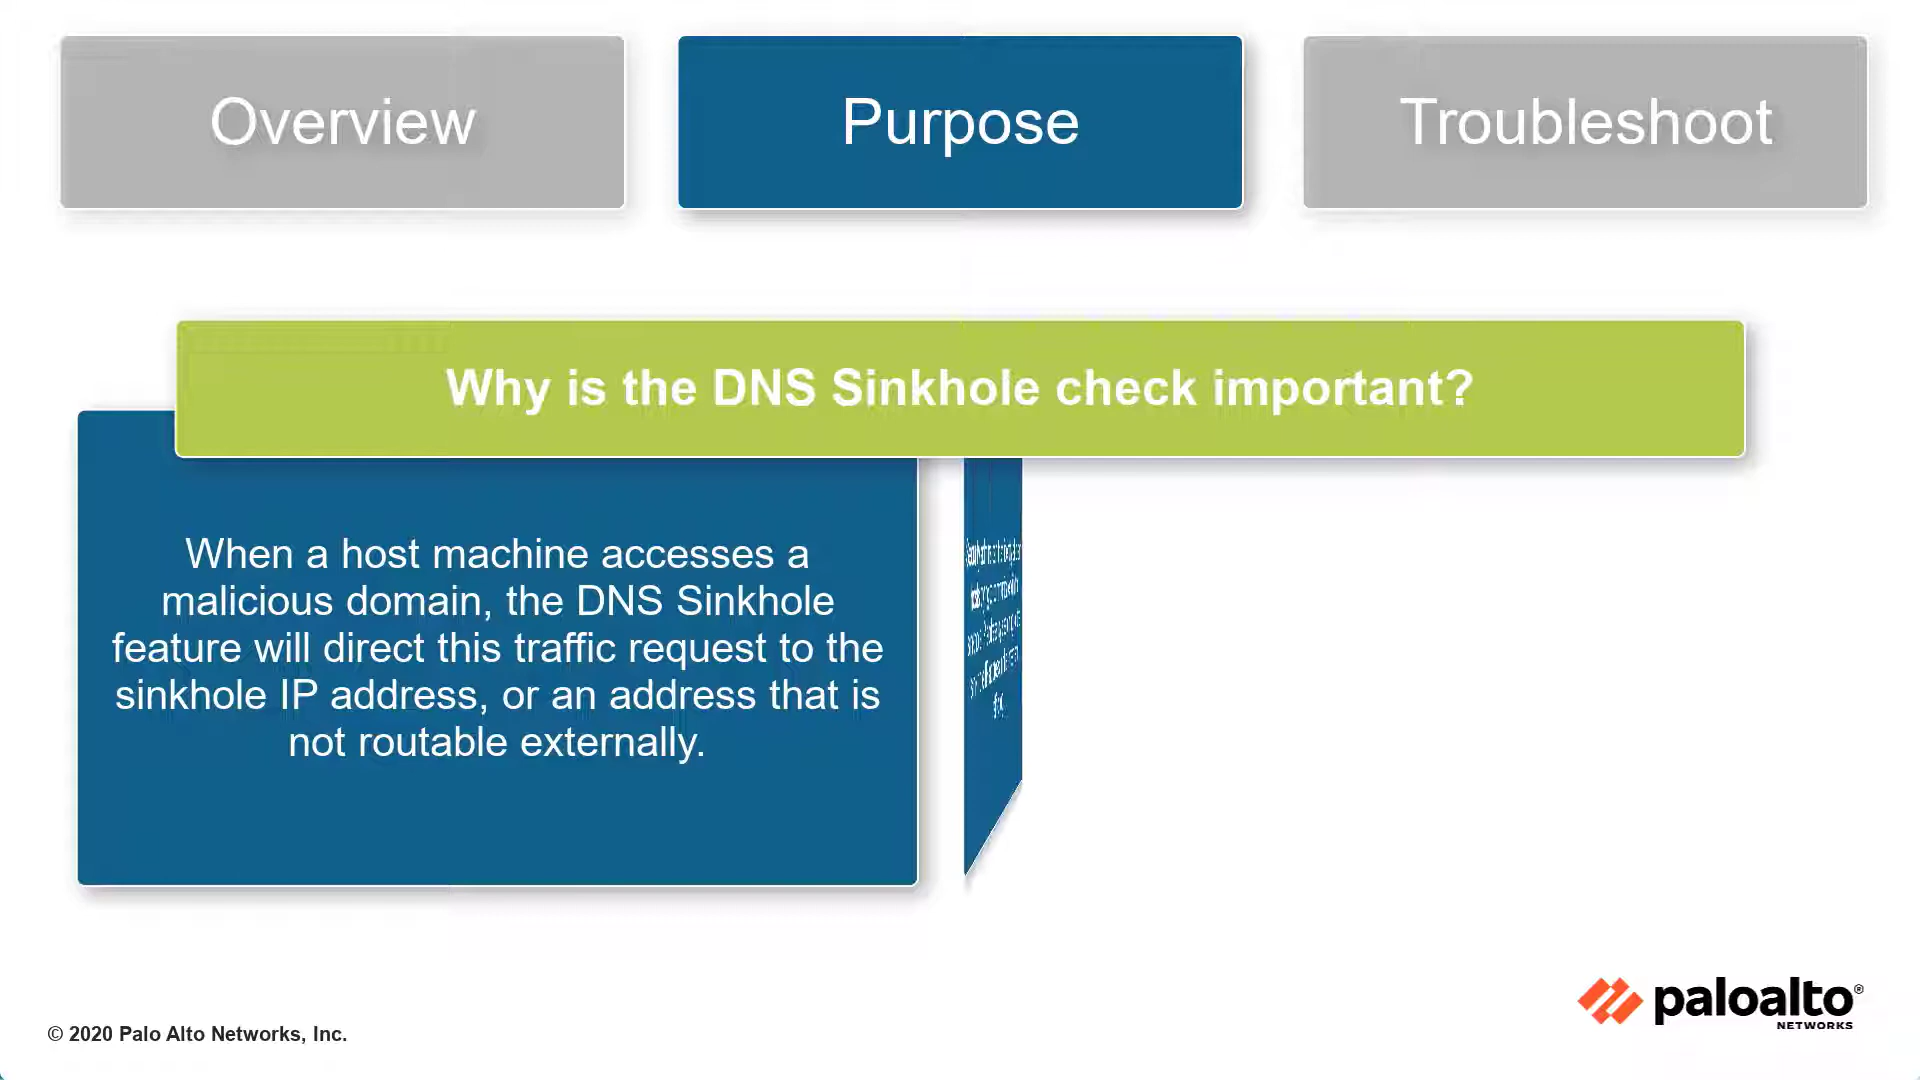 Overview
Purpose
Troubleshoot
Why is the DNS Sinkhole check important?
When a host machine accesses a
malicious domain, the DNS Sinkhole
feature will direct this traffic request to the
sinkhole IP address, or an address that is
not routable externally.
© 2020 Palo Alto Networks, Inc.
paloalto®
NETWORKS